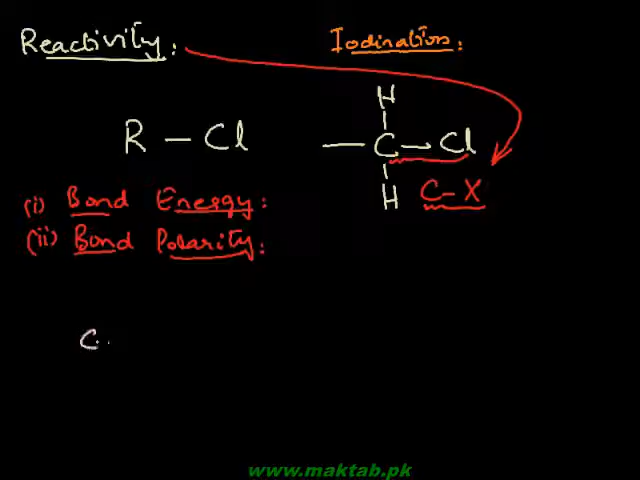 Reactivity: Iodination:
H
R - Cl - C - Cl
H C - X
(i) Bond Energy:
(ii) Bond Polarity:
C
www.maktab.pk